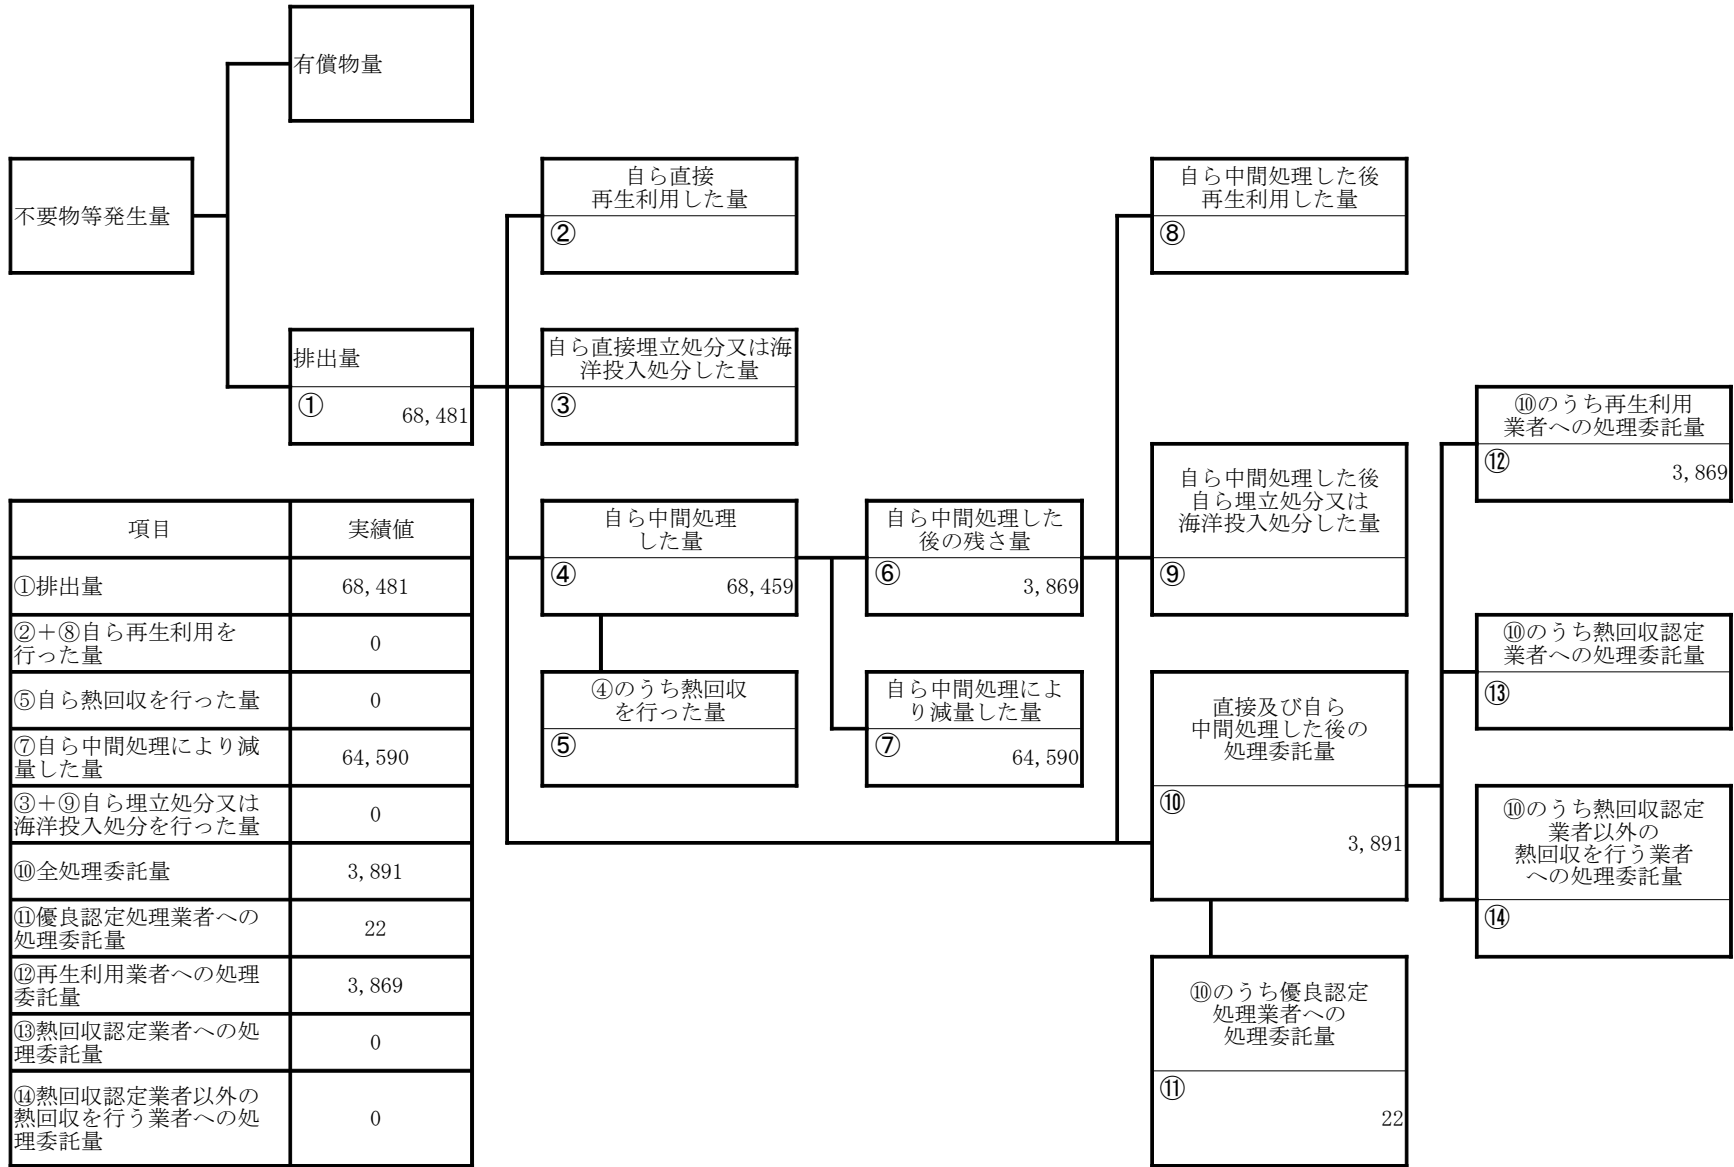 有償物量
不要物等発生量
自ら直接
再生利用した量
②
自ら中間処理した後
再生利用した量
⑧
排出量
①
68,481
自ら直接埋立処分又は海
洋投入処分した量
③
⑩のうち再生利用
業者への処理委託量
⑫
3,869
自ら中間処理
した量
④
68,459
自ら中間処理した
後の残さ量
⑥
3,869
自ら中間処理した後
自ら埋立処分又は
海洋投入処分した量
⑨
⑩のうち熱回収認定
業者への処理委託量
⑬
④のうち熱回収
を行った量
⑤
自ら中間処理によ
り減量した量
⑦
64,590
直接及び自ら
中間処理した後の
処理委託量
⑩
3,891
⑩のうち熱回収認定
業者以外の
熱回収を行う業者
への処理委託量
⑭
⑩のうち優良認定
処理業者への
処理委託量
⑪
22
項目
実績値
①排出量
68,481
②+⑧自ら再生利用を
行った量
0
⑤自ら熱回収を行った量
0
⑦自ら中間処理により減
量した量
64,590
③+⑨自ら埋立処分又は
海洋投入処分を行った量
0
⑩全処理委託量
3,891
⑪優良認定処理業者への
処理委託量
22
⑫再生利用業者への処理
委託量
3,869
⑬熱回収認定業者への処
理委託量
0
⑭熱回収認定業者以外の
熱回収を行う業者への処
理委託量
0